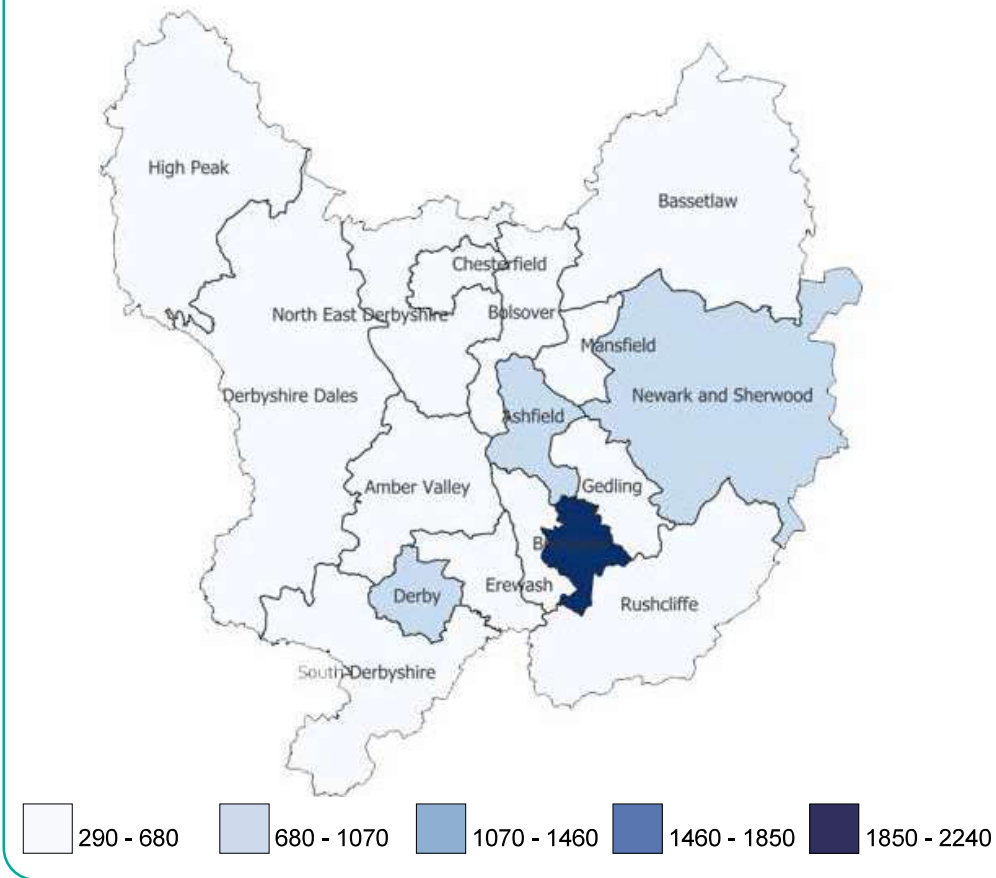 High Peak
Bassetlaw
Chesterfield
North East Derbyshire
Bolsover
Mansfield
Derbyshire Dales
Newark and Sherwood
Ashfield
Amber Valley
Gedling
Erewash
Derby
Rushcliffe
South Derbyshire
290 - 680
680 - 1070
1070 - 1460
1460 - 1850
1850 - 2240